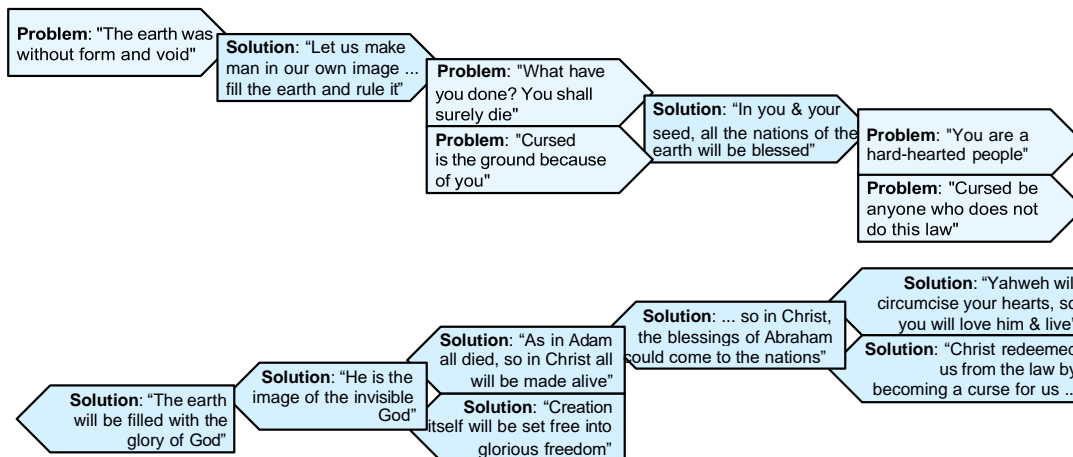 Problem: "The earth was
without form and void"
Solution: “Let us make
man in our own image ...
fill the earth and rule it”
Problem: "What have
you done? You shall
surely die"
Problem: "Cursed
is the ground because
of you"
Solution: “In you & your
seed, all the nations of the
earth will be blessed”
Problem: "You are a
hard-hearted people"
Problem: "Cursed be
anyone who does not
do this law"
Solution: “Yahweh wil
circumcise your hearts, so
you will love him & live”
Solution: “Christ redeemed
us from the law by
becoming a curse for us ...
Solution: ... so in Christ,
the blessings of Abraham
could come to the nations”
Solution: “As in Adam
all died, so in Christ all
will be made alive”
Solution: “Creation
itself will be set free into
glorious freedom”
Solution: “He is the
image of the invisible
God”
Solution: “The earth
will be filled with the
glory of God”